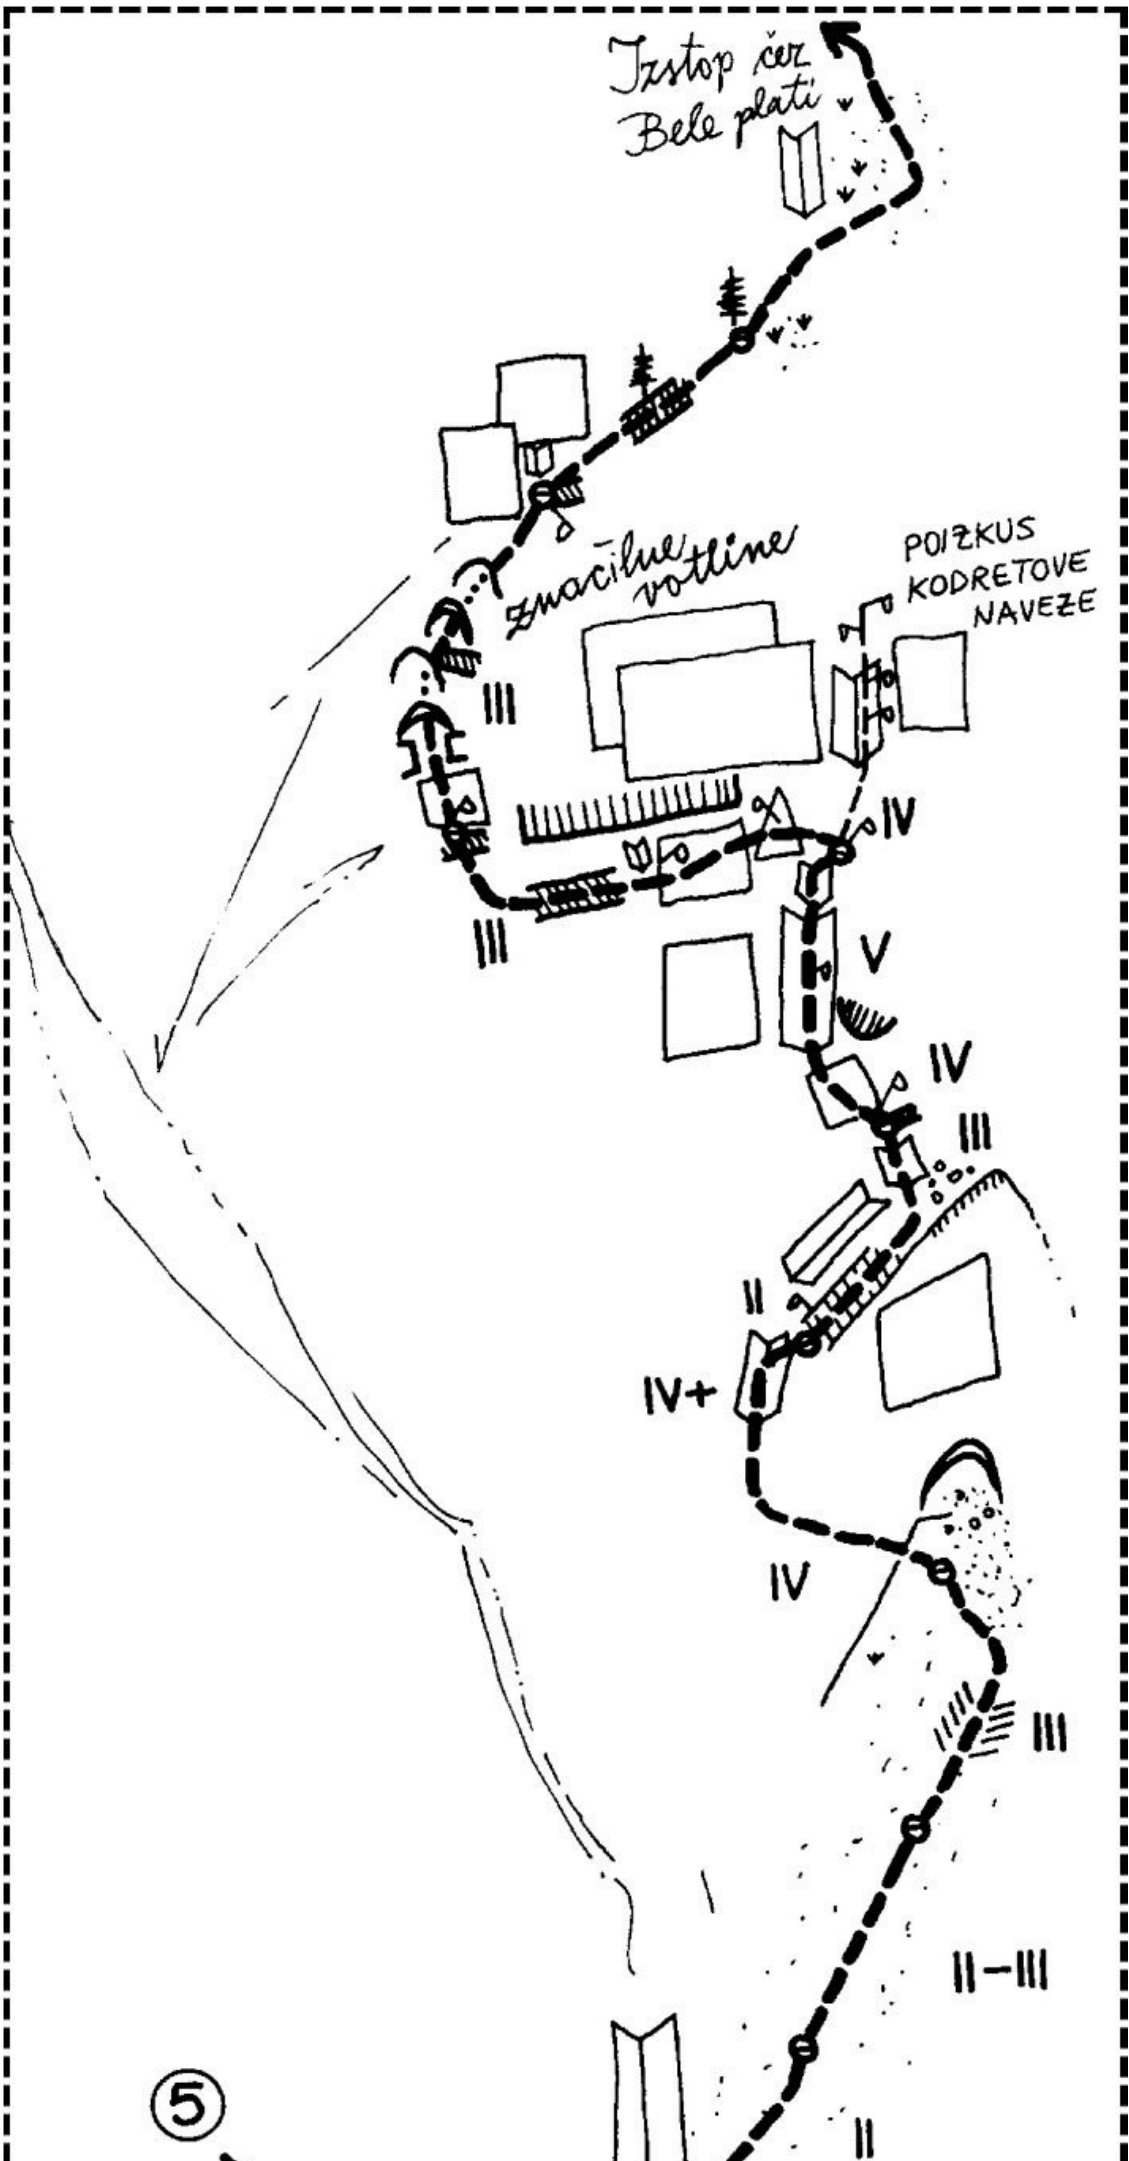 Izstop čez
Bele plati
značilne
votline
POIZKUS
KODRETOVE
NAVEZE
III
IV
III
V
IV
III
II
IV+
IV
III
II-III
5
II